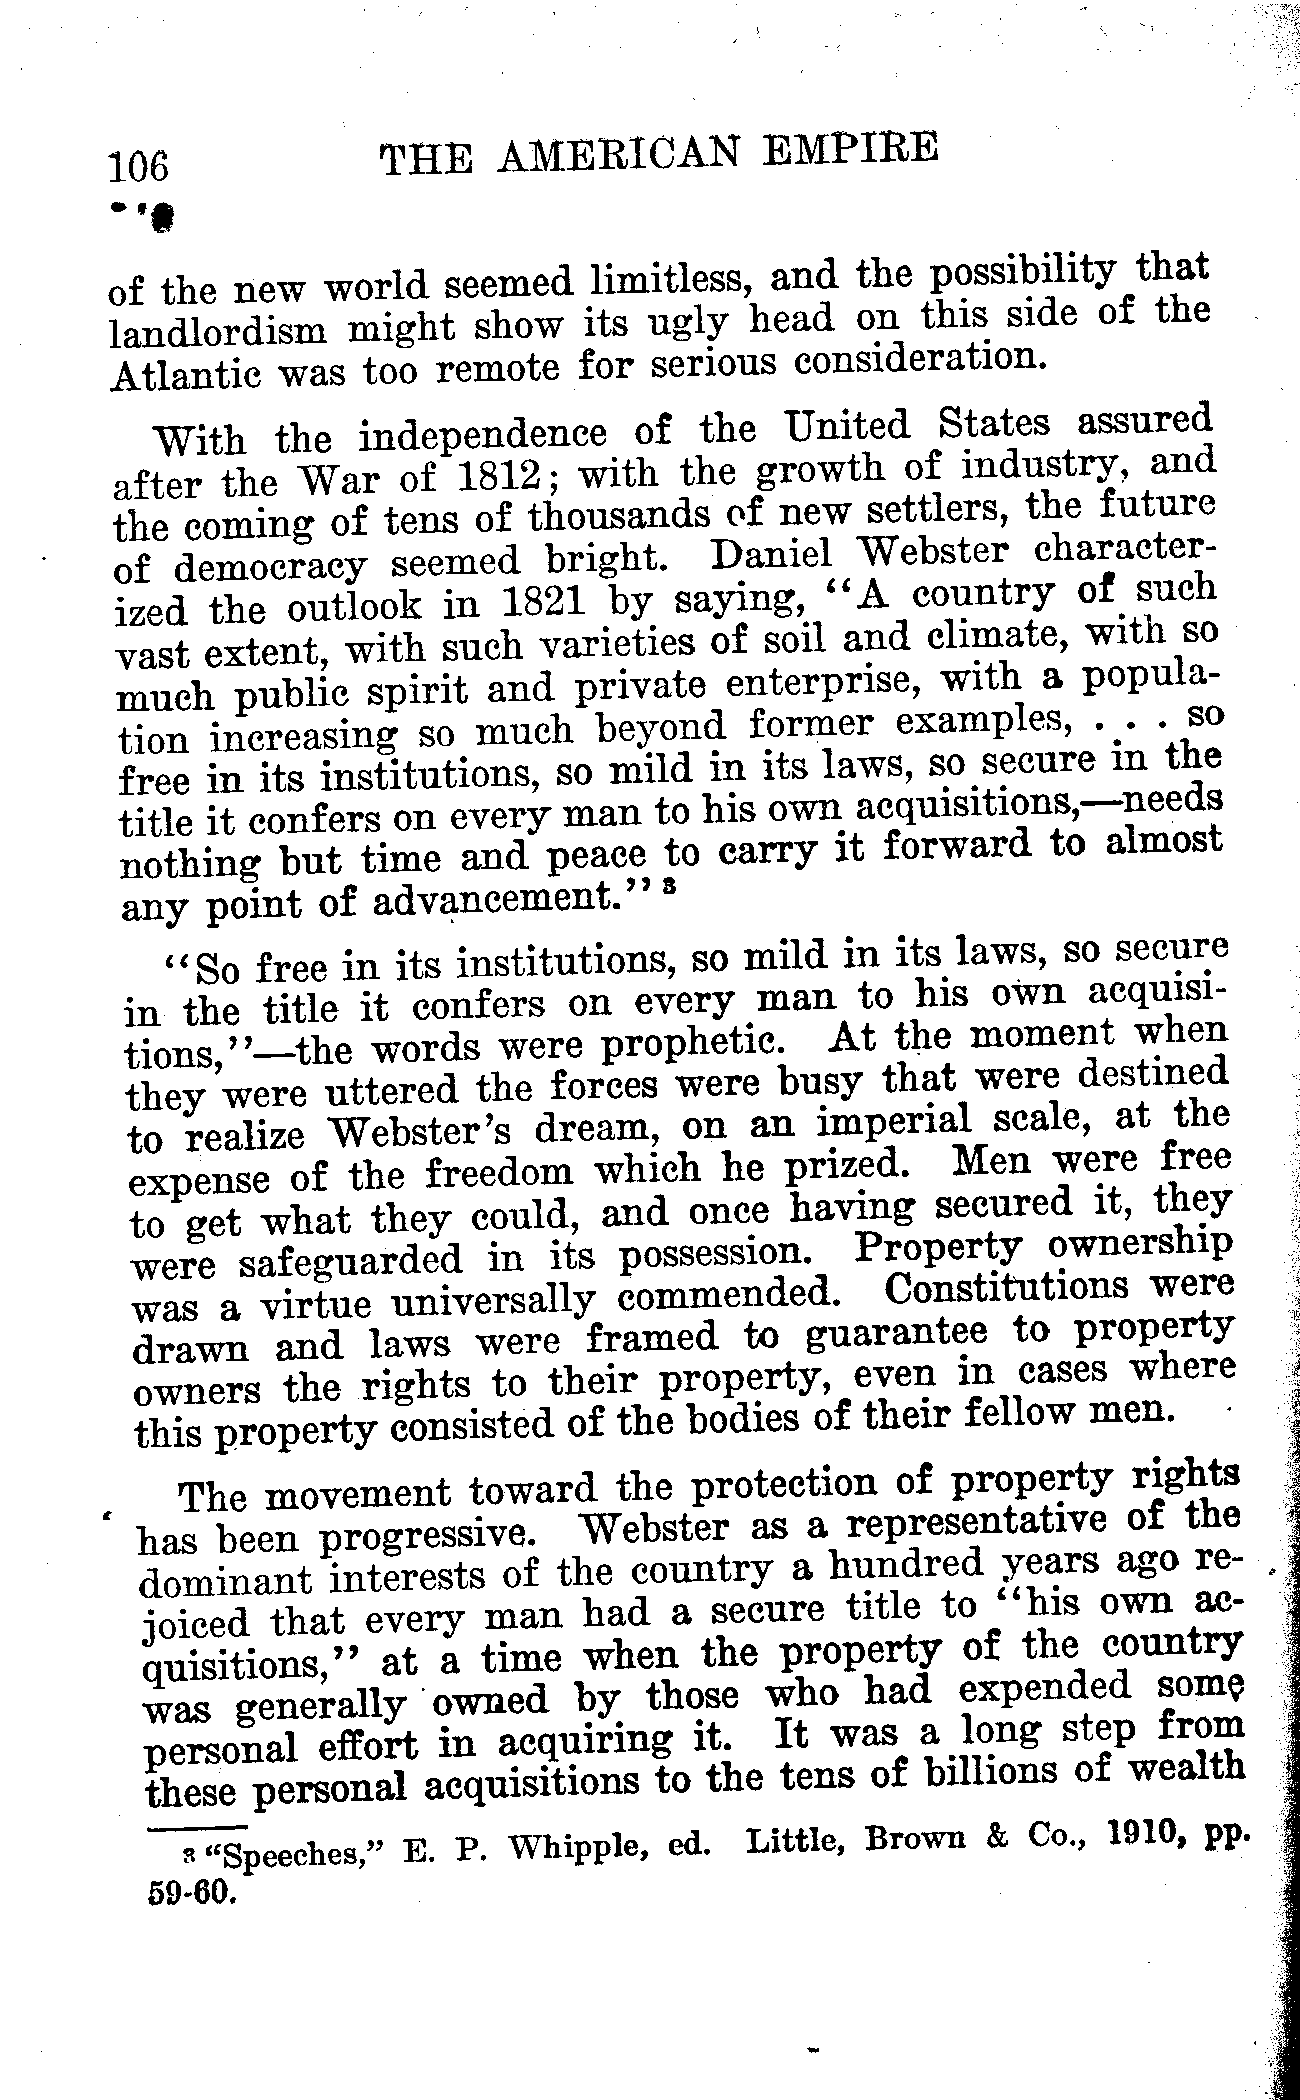 106 THE AMERICAN EMPIRE
of the new world seemed limitless, and the possibility that
landlordism might show its ugly head on this side of the
Atlantic was too remote for serious consideration.
With the independence of the United States assured
after the War of 1812; with the growth of industry, and
the coming of tens of thousands of new settlers, the future
of democracy seemed bright. Daniel Webster character-
ized the outlook in 1821 by saying, "A country of such
vast extent, with such varieties of soil and climate, with so
much public spirit and private enterprise, with a popula-
tion increasing so much beyond former examples, . . . so
free in its institutions, so mild in its laws, so secure in the
title it confers on every man to his own acquisitions,—needs
nothing but time and peace to carry it forward to almost
any point of advancement." 3
"So free in its institutions, so mild in its laws, so secure
in the title it confers on every man to his own acquisi-
tions,"—the words were prophetic. At the moment when
they were uttered the forces were busy that were destined
to realize Webster's dream, on an imperial scale, at the
expense of the freedom which he prized. Men were free
to get what they could, and once having secured it, they
were safeguarded in its possession. Property ownership
was a virtue universally commended. Constitutions were
drawn and laws were framed to guarantee to property
owners the rights to their property, even in cases where
this property consisted of the bodies of their fellow men.
The movement toward the protection of property rights
has been progressive. Webster as a representative of the
dominant interests of the country a hundred years ago re-
joiced that every man had a secure title to "his own ac-
quisitions," at a time when the property of the country
was generally owned by those who had expended some
personal effort in acquiring it. It was a long step from
these personal acquisitions to the tens of billions of wealth
3 "Speeches," E. P. Whipple, ed. Little, Brown & Co., 1910, pp.
59-60.